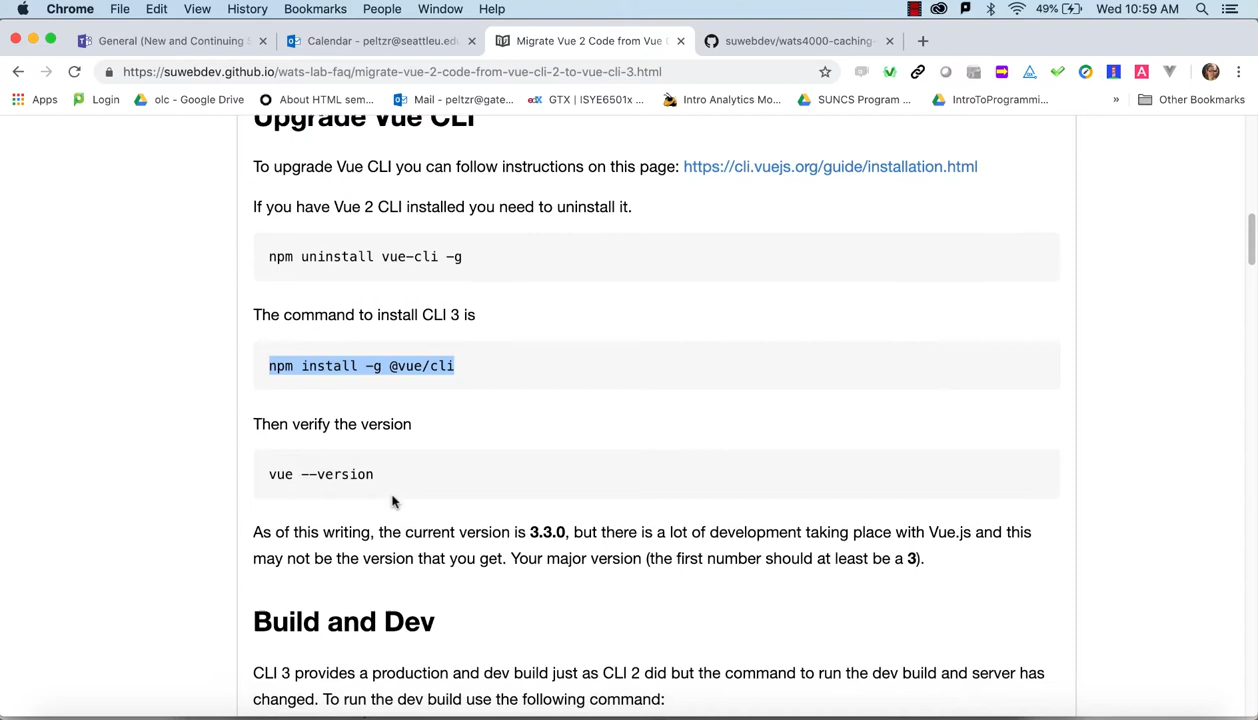 Chrome File Edit View History Bookmarks People Window Help 49% Wed 10:59 AM
General (New and Continuing S
Calendar - peltzr@seattleu.ed
Migrate Vue 2 Code from Vue C
suwebdev/wats4000-caching-
https://suwebdev.github.io/wats-lab-faq/migrate-vue-2-code-from-vue-cli-2-to-vue-cli-3.html
Apps Login olc - Google Drive About HTML sem... Mail - peltzr@gate... GTX | ISYE6501x ... Intro Analytics Mo... SUNCS Program ... IntroToProgrammi... » Other Bookmarks
Upgrade Vue CLI
To upgrade Vue CLI you can follow instructions on this page: https://cli.vuejs.org/guide/installation.html
If you have Vue 2 CLI installed you need to uninstall it.
npm uninstall vue-cli -g
The command to install CLI 3 is
npm install -g @vue/cli
Then verify the version
vue --version
As of this writing, the current version is 3.3.0, but there is a lot of development taking place with Vue.js and this
may not be the version that you get. Your major version (the first number should at least be a 3).
Build and Dev
CLI 3 provides a production and dev build just as CLI 2 did but the command to run the dev build and server has
changed. To run the dev build use the following command: